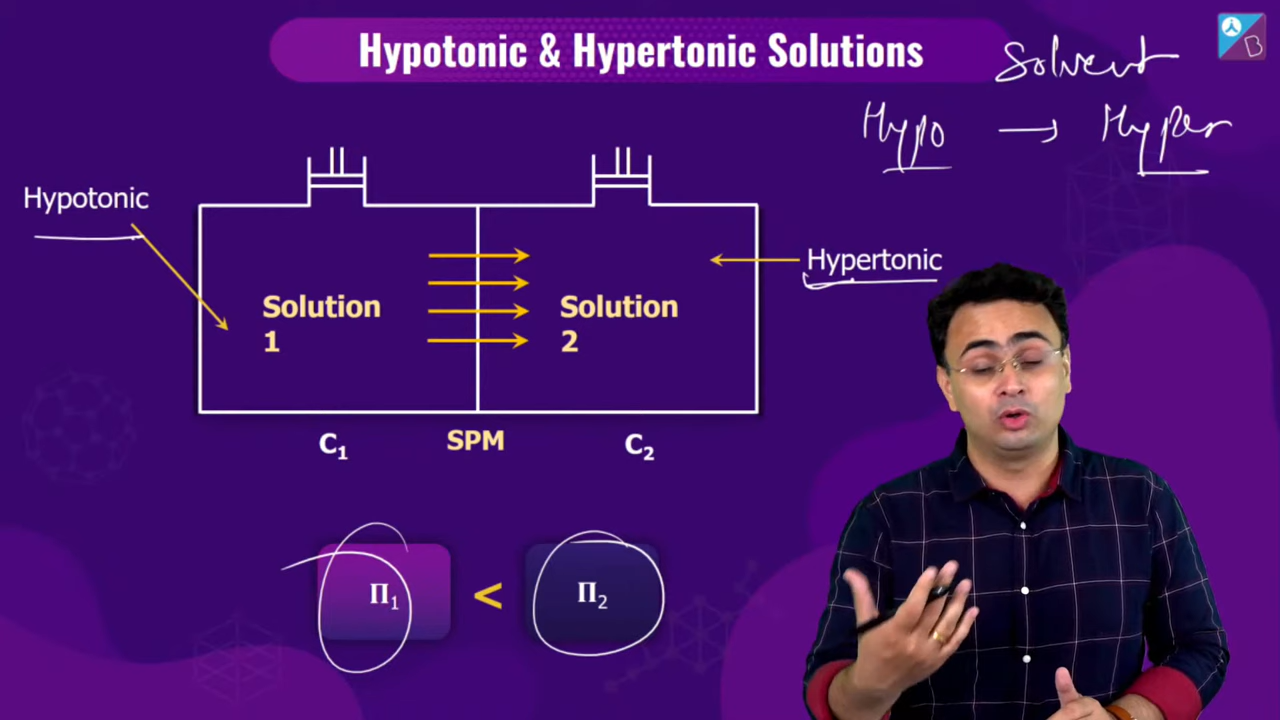 Hypotonic & Hypertonic Solutions
Solvent
Hypo → Hyper
Hypotonic
Hypertonic
Solution 1
Solution 2
C₁
SPM
C₂
Π₁ < Π₂
B